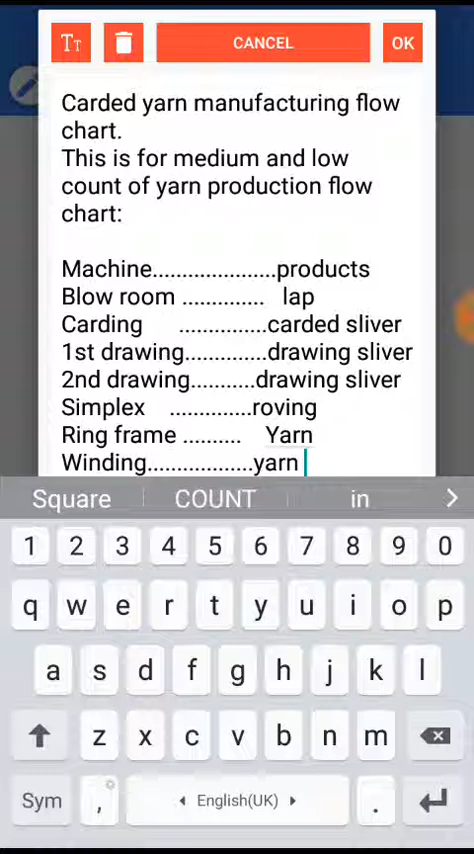 Tт CANCEL OK
Carded yarn manufacturing flow
chart.
This is for medium and low
count of yarn production flow
chart:
Machine.....................products
Blow room .............. lap
Carding ...............carded sliver
1st drawing..............drawing sliver
2nd drawing...........drawing sliver
Simplex ..............roving
Ring frame .......... Yarn
Winding..................yarn
Square COUNT in >
1 2 3 4 5 6 7 8 9 0
q w e r t y u i o p
a s d f g h j k l
z x c v b n m
Sym , English(UK) .